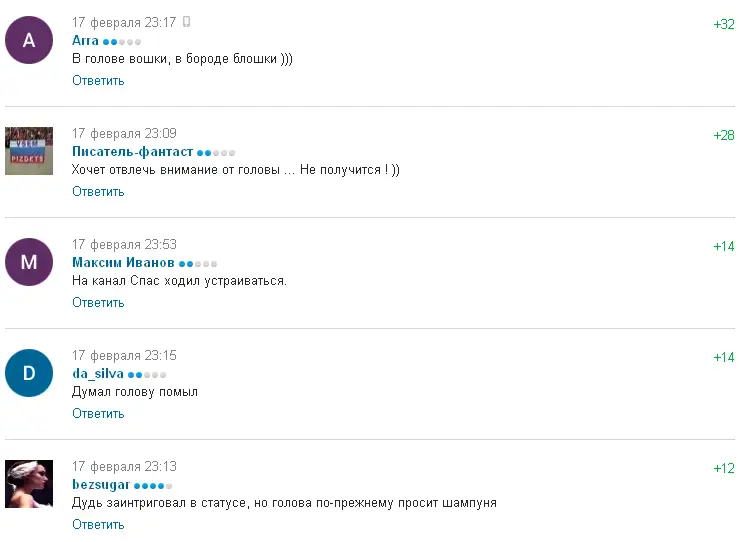 17 февраля 23:17
+32
A
Arra
В голове вошки, в бороде блошки )))
Ответить
17 февраля 23:09
+28
VSEM
PIZDETS
Писатель-фантаст
Хочет отвлечь внимание от головы ... Не получится ! ))
Ответить
17 февраля 23:53
+14
M
Максим Иванов
На канал Спас ходил устраиваться.
Ответить
17 февраля 23:15
+14
D
da_silva
Думал голову помыл
Ответить
17 февраля 23:13
+12
bezsugar
Дудь заинтриговал в статусе, но голова по-прежнему просит шампуня
Ответить